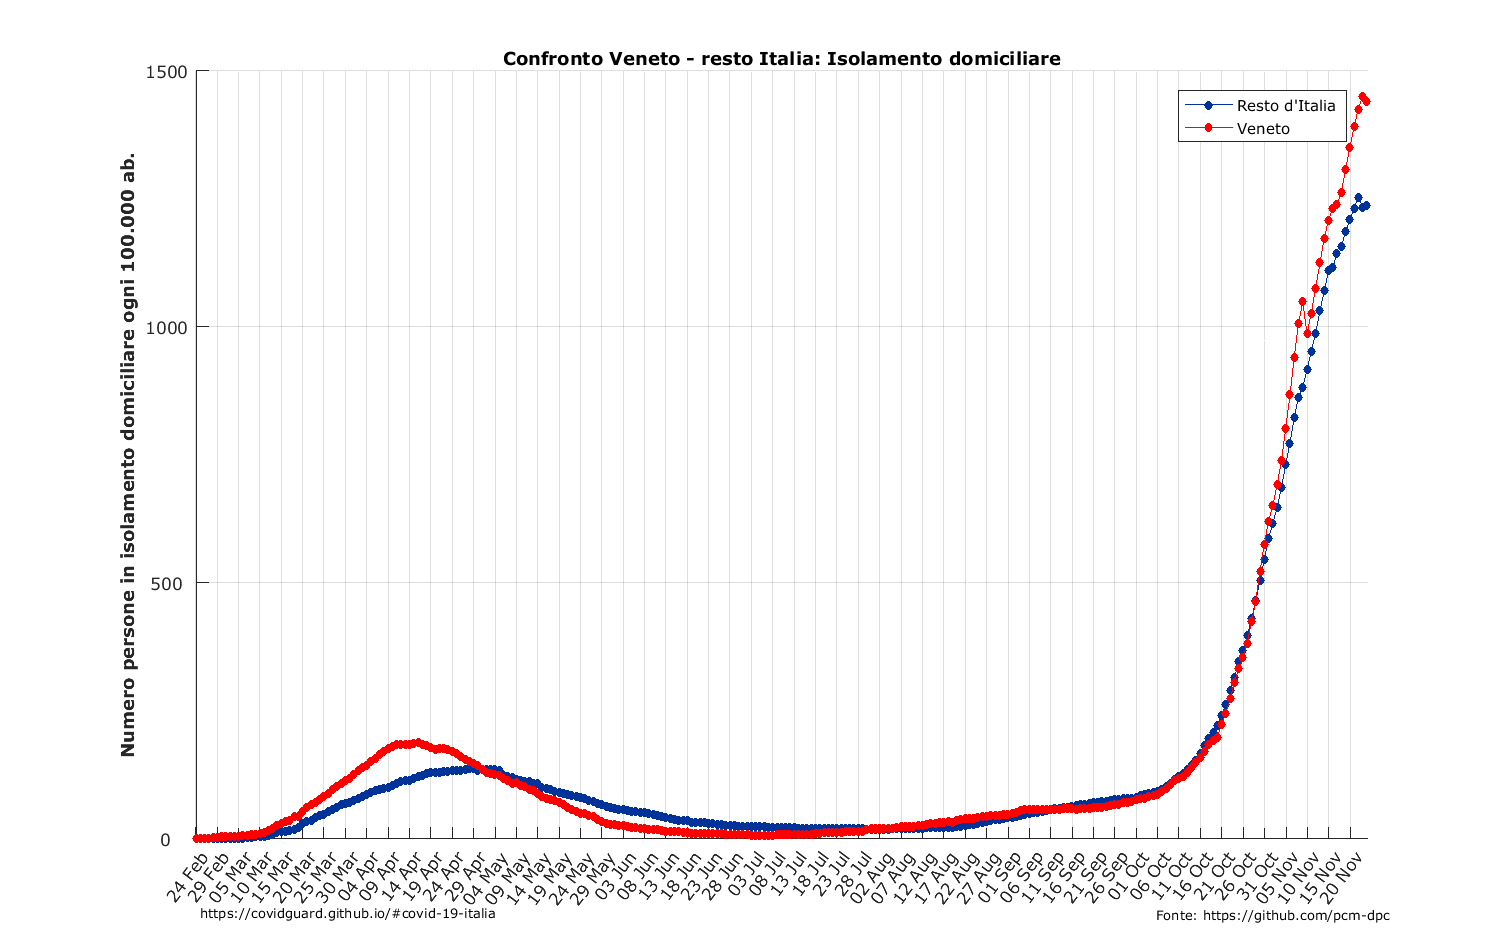 Confronto Veneto - resto Italia: Isolamento domiciliare
Numero persone in isolamento domiciliare ogni 100.000 ab.
1500
1000
500
0
Resto d'Italia
Veneto
24 Feb
29 Feb
05 Mar
10 Mar
15 Mar
20 Mar
25 Mar
30 Mar
04 Apr
09 Apr
14 Apr
19 Apr
24 Apr
29 Apr
04 May
09 May
14 May
19 May
24 May
29 May
03 Jun
08 Jun
13 Jun
18 Jun
23 Jun
28 Jun
03 Jul
08 Jul
13 Jul
18 Jul
23 Jul
28 Jul
02 Aug
07 Aug
12 Aug
17 Aug
22 Aug
27 Aug
01 Sep
06 Sep
11 Sep
16 Sep
21 Sep
26 Sep
01 Oct
06 Oct
11 Oct
16 Oct
21 Oct
26 Oct
31 Oct
05 Nov
10 Nov
15 Nov
20 Nov
https://covidguard.github.io/#covid-19-italia
Fonte: https://github.com/pcm-dpc